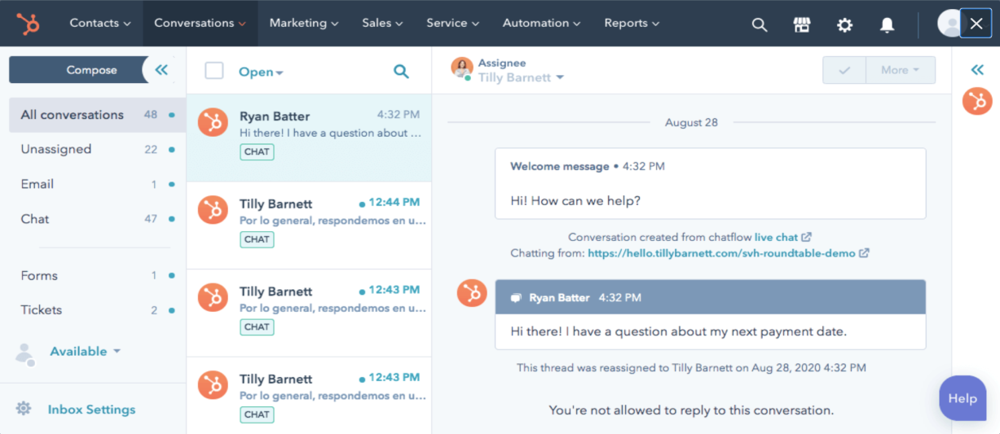 Contacts
Conversations
Marketing
Sales
Service
Automation
Reports
Compose
All conversations 48
Unassigned 22
Email 1
Chat 47
Forms 1
Tickets 2
Available
Inbox Settings
Open
Ryan Batter 4:32 PM
Hi there! I have a question about ...
CHAT
Tilly Barnett 12:44 PM
Por lo general, respondemos en u...
CHAT
Tilly Barnett 12:43 PM
Por lo general, respondemos en u...
CHAT
Tilly Barnett 12:43 PM
Por lo general, respondemos en u...
CHAT
Assignee
Tilly Barnett
More
August 28
Welcome message • 4:32 PM
Hi! How can we help?
Conversation created from chatflow live chat
Chatting from: https://hello.tillybarnett.com/svh-roundtable-demo
Ryan Batter 4:32 PM
Hi there! I have a question about my next payment date.
This thread was reassigned to Tilly Barnett on Aug 28, 2020 4:32 PM
You're not allowed to reply to this conversation.
Help